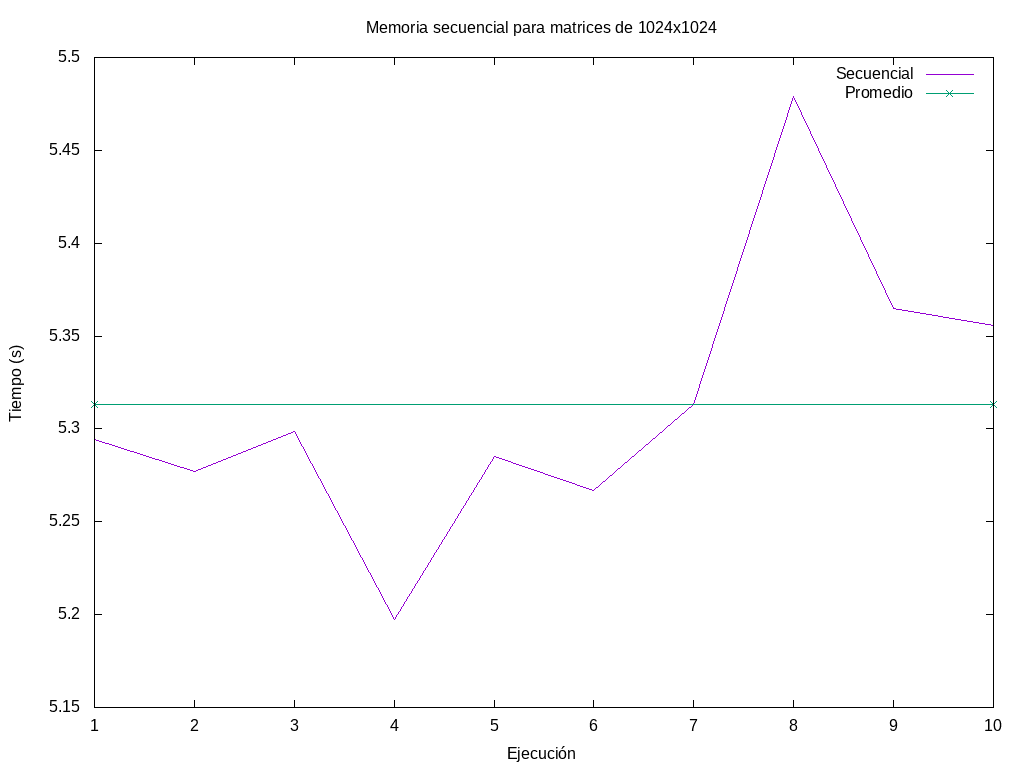 Memoria secuencial para matrices de 1024x1024
Secuencial
Promedio
5.5
5.45
5.4
5.35
5.3
5.25
5.2
5.15
Tiempo (s)
1 2 3 4 5 6 7 8 9 10
Ejecución